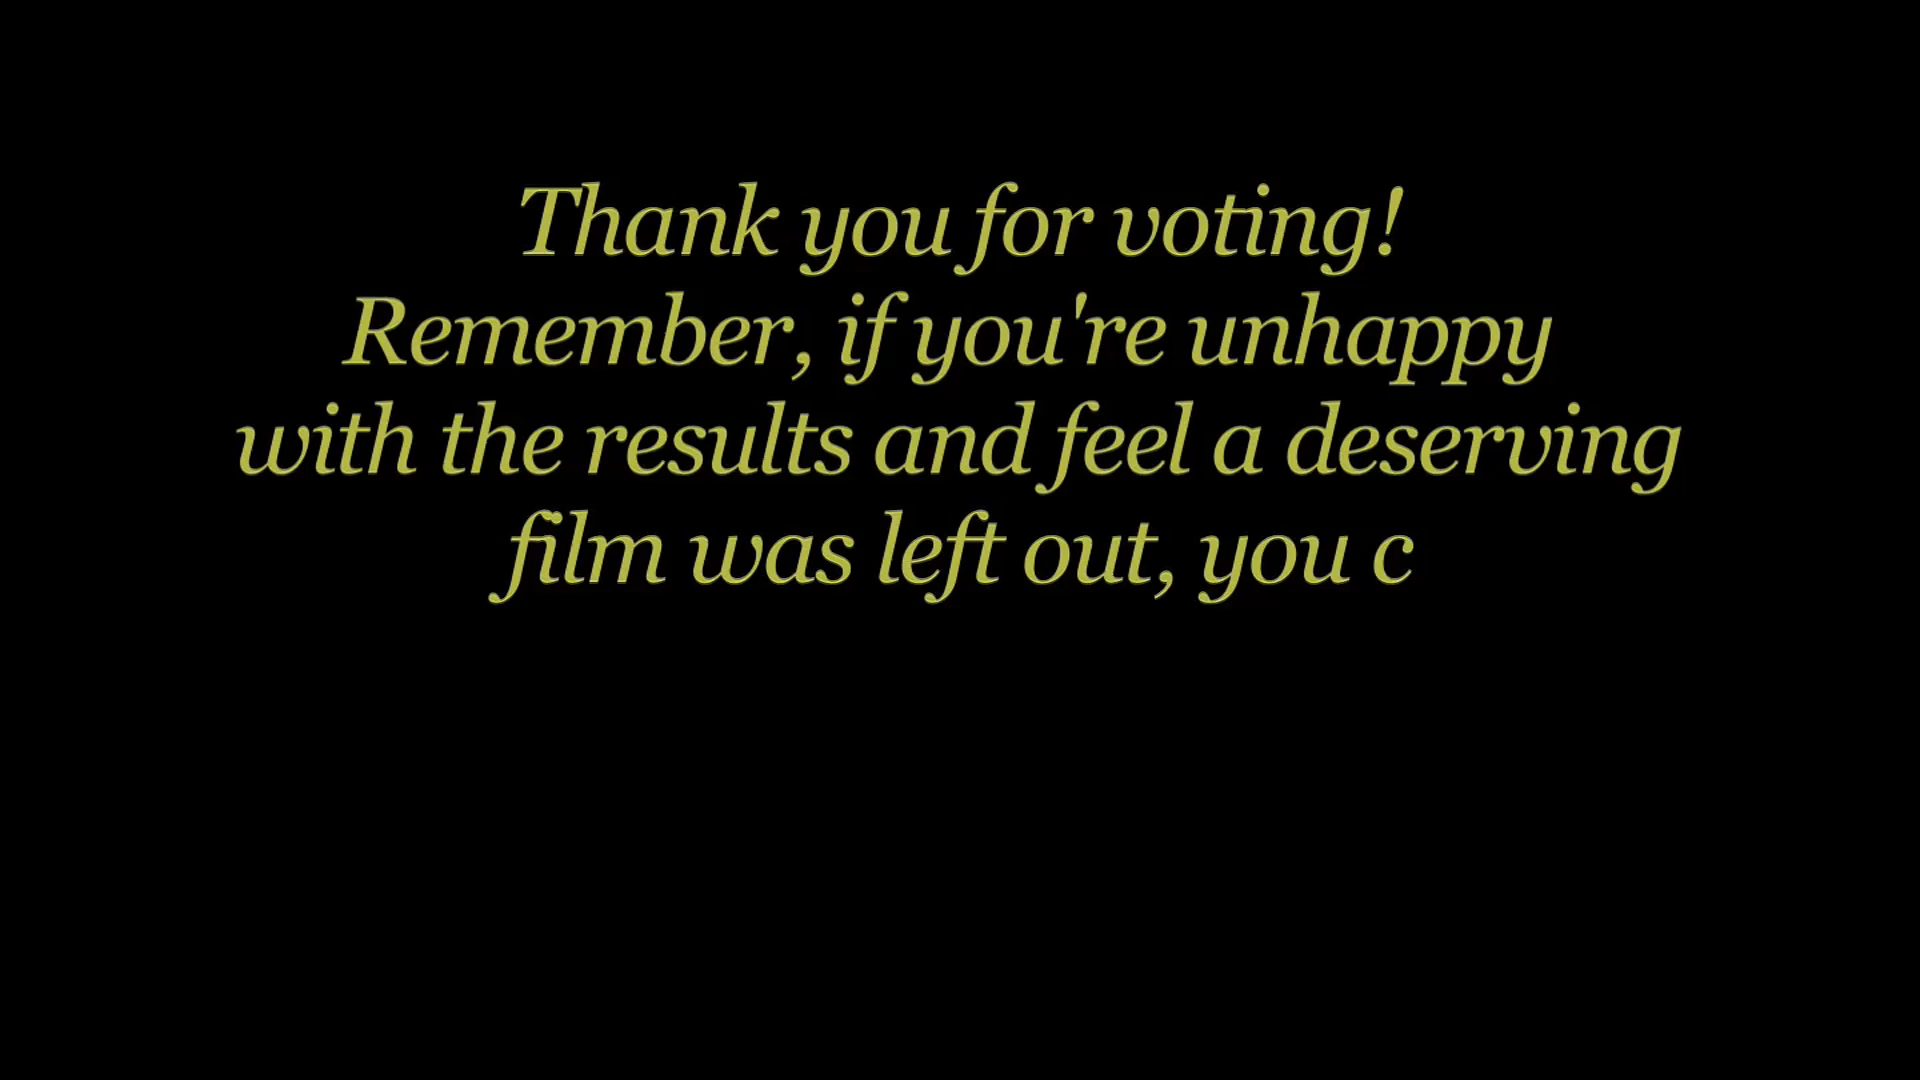 Thank you for voting!
Remember, if you're unhappy
with the results and feel a deserving
film was left out, you c